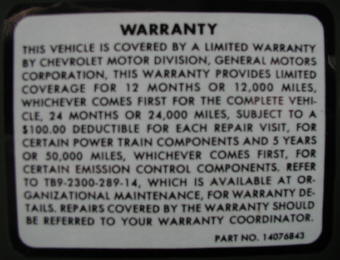 WARRANTY
THIS VEHICLE IS COVERED BY A LIMITED WARRANTY
BY CHEVROLET MOTOR DIVISION, GENERAL MOTORS
CORPORATION, THIS WARRANTY PROVIDES LIMITED
COVERAGE FOR 12 MONTHS OR 12,000 MILES,
WHICHEVER COMES FIRST FOR THE COMPLETE VEHI-
CLE, 24 MONTHS OR 24,000 MILES, SUBJECT TO A
$100.00 DEDUCTIBLE FOR EACH REPAIR VISIT, FOR
CERTAIN POWER TRAIN COMPONENTS AND 5 YEARS
OR 50,000 MILES, WHICHEVER COMES FIRST, FOR
CERTAIN EMISSION CONTROL COMPONENTS. REFER
TO TB9-2300-289-14, WHICH IS AVAILABLE AT OR-
GANIZATIONAL MAINTENANCE, FOR WARRANTY DE-
TAILS. REPAIRS COVERED BY THE WARRANTY SHOULD
BE REFERRED TO YOUR WARRANTY COORDINATOR.
PART NO. 14076843